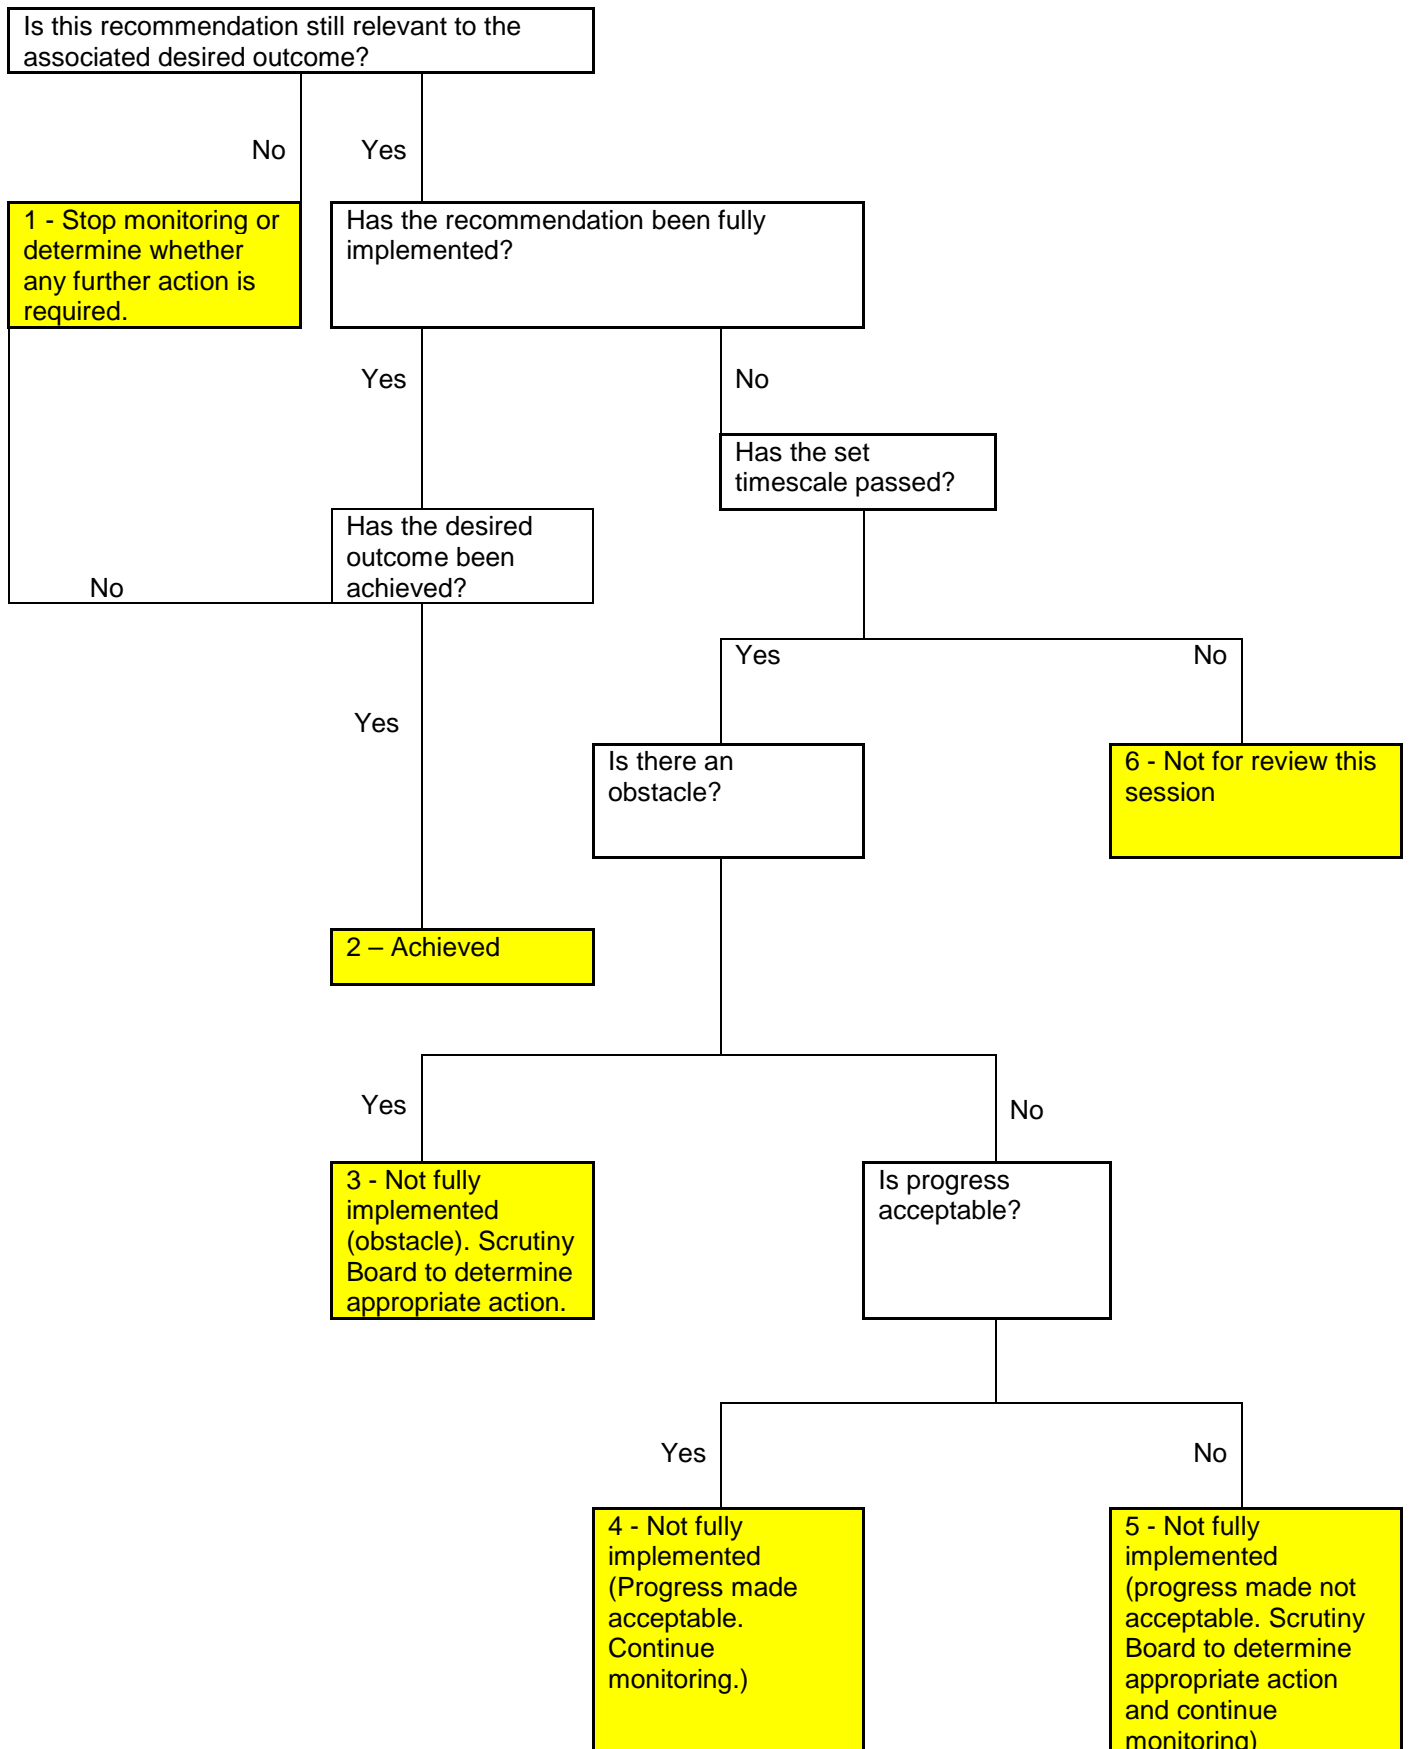 Is this recommendation still relevant to the
associated desired outcome?
No
Yes
1 - Stop monitoring or
determine whether
any further action is
required.
Has the recommendation been fully
implemented?
Yes
No
Has the set
timescale passed?
Has the desired
outcome been
achieved?
No
Yes
No
Yes
Is there an
obstacle?
6 - Not for review this
session
2 – Achieved
Yes
No
3 - Not fully
implemented
(obstacle). Scrutiny
Board to determine
appropriate action.
Is progress
acceptable?
Yes
No
4 - Not fully
implemented
(Progress made
acceptable.
Continue
monitoring.)
5 - Not fully
implemented
(progress made not
acceptable. Scrutiny
Board to determine
appropriate action
and continue
monitoring)